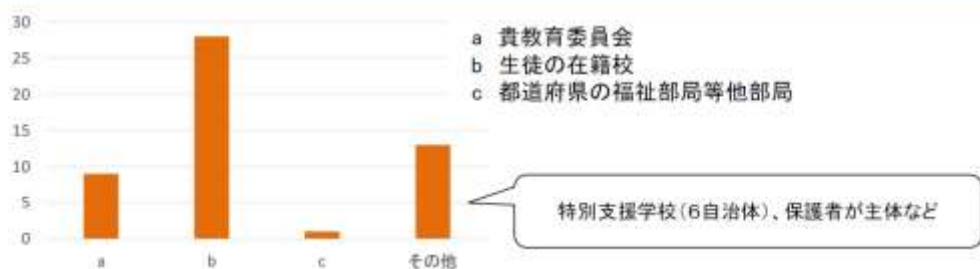 30
25
20
15
10
5
0
a
b
c
その他
a 貴教育委員会
b 生徒の在籍校
c 都道府県の福祉部局等他部局
特別支援学校(6自治体)、保護者が主体など